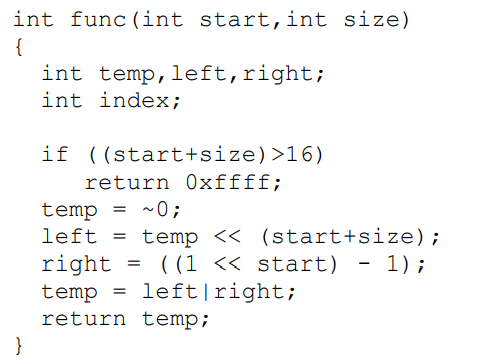 int func(int start,int size)
{
int temp,left,right;
int index;
if ((start+size)>16)
return 0xffff;
temp = ~0;
left = temp << (start+size);
right = ((1 << start) - 1);
temp = left|right;
return temp;
}